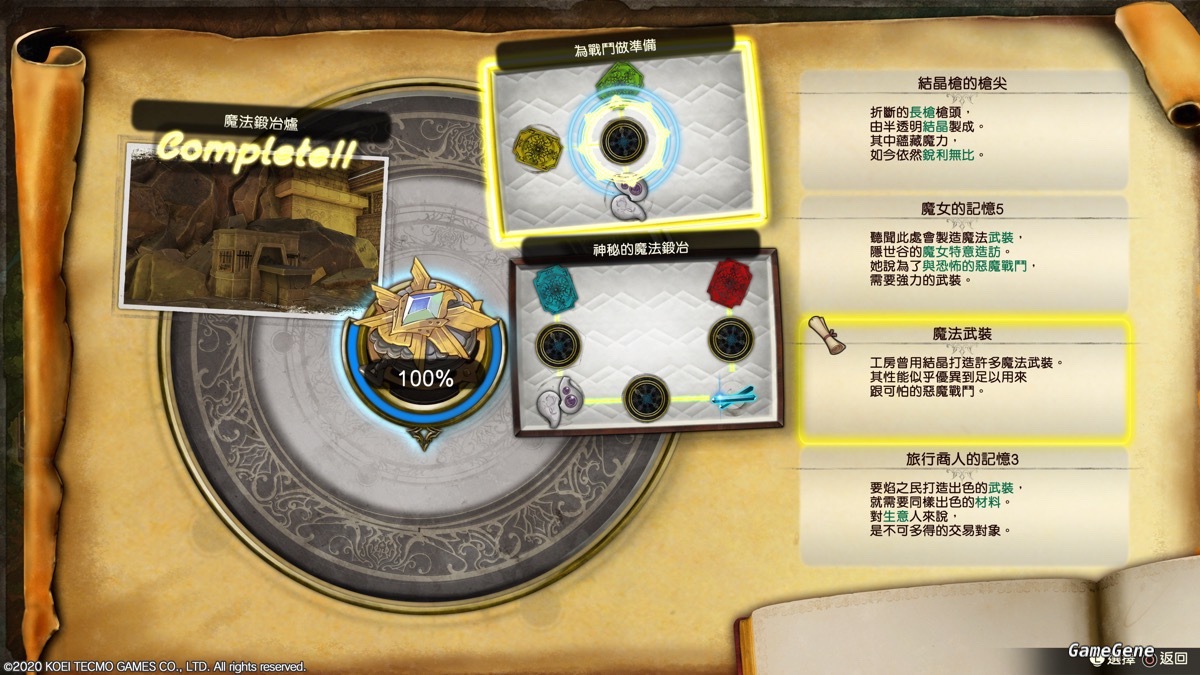 魔法鍛冶爐
Complete!!
100%
為戰鬥做準備
神秘的魔法鍛冶
結晶槍的槍尖
折斷的長槍槍頭，
由半透明結晶製成。
其中蘊藏魔力，
如今依然銳利無比。
魔女的記憶5
聽聞此處會製造魔法武裝，
隱世谷的魔女特意造訪。
她說為了與恐怖的惡魔戰鬥，
需要強力的武裝。
魔法武裝
工房曾用結晶打造許多魔法武裝。
其性能似乎優異到足以用來
跟可怕的惡魔戰鬥。
旅行商人的記憶3
要焰之民打造出色的武裝，
就需要同樣出色的材料。
對生意人來說，
是不可多得的交易對象。
©2020 KOEI TECMO GAMES CO., LTD. All rights reserved.
GameGene
L 選擇 返回